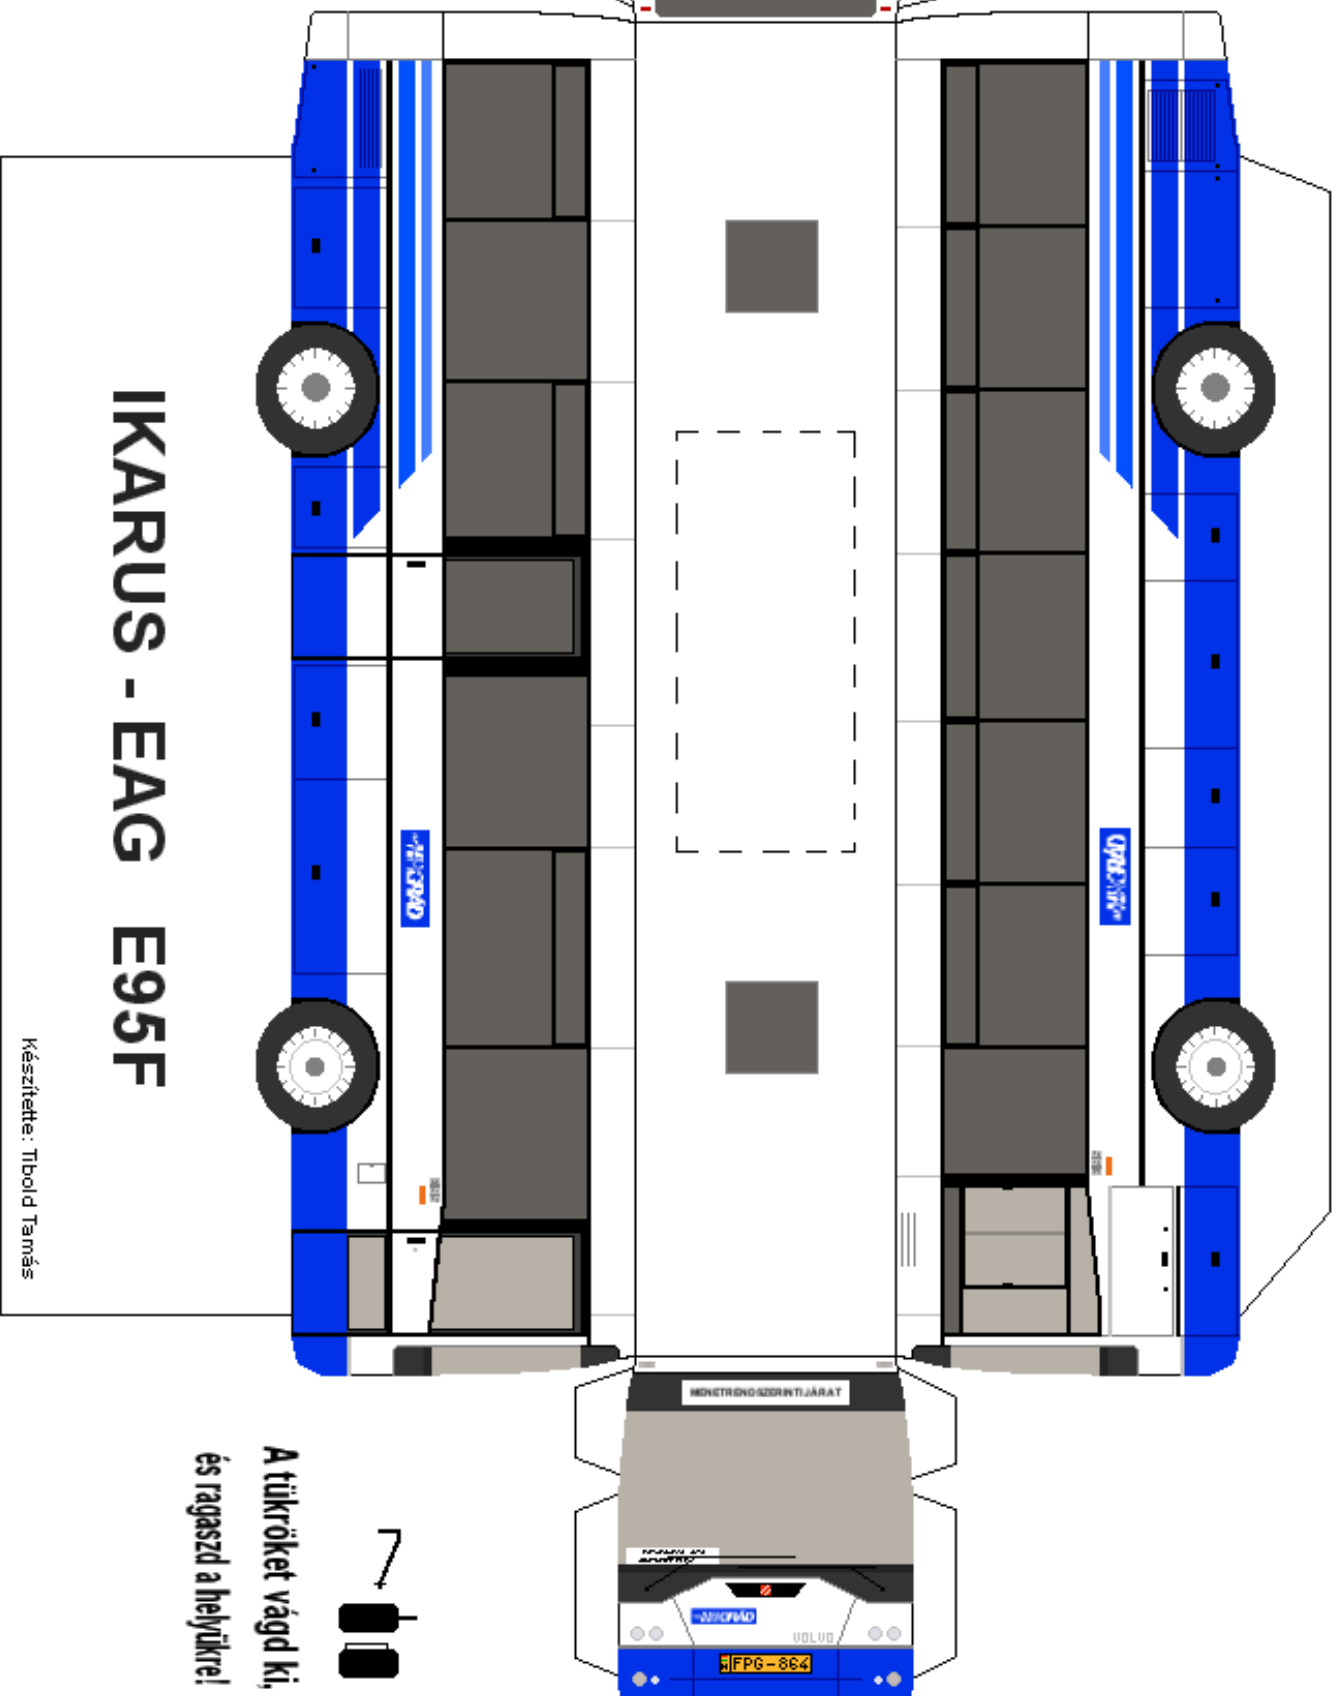 IKARUS - EAG E95F
Készítette: Tibold Tamás
A tükröket vágd ki,
és ragaszd a helyükre!
MENETRENDSZERINTI JÁRAT
VOLVO
H FPG-864